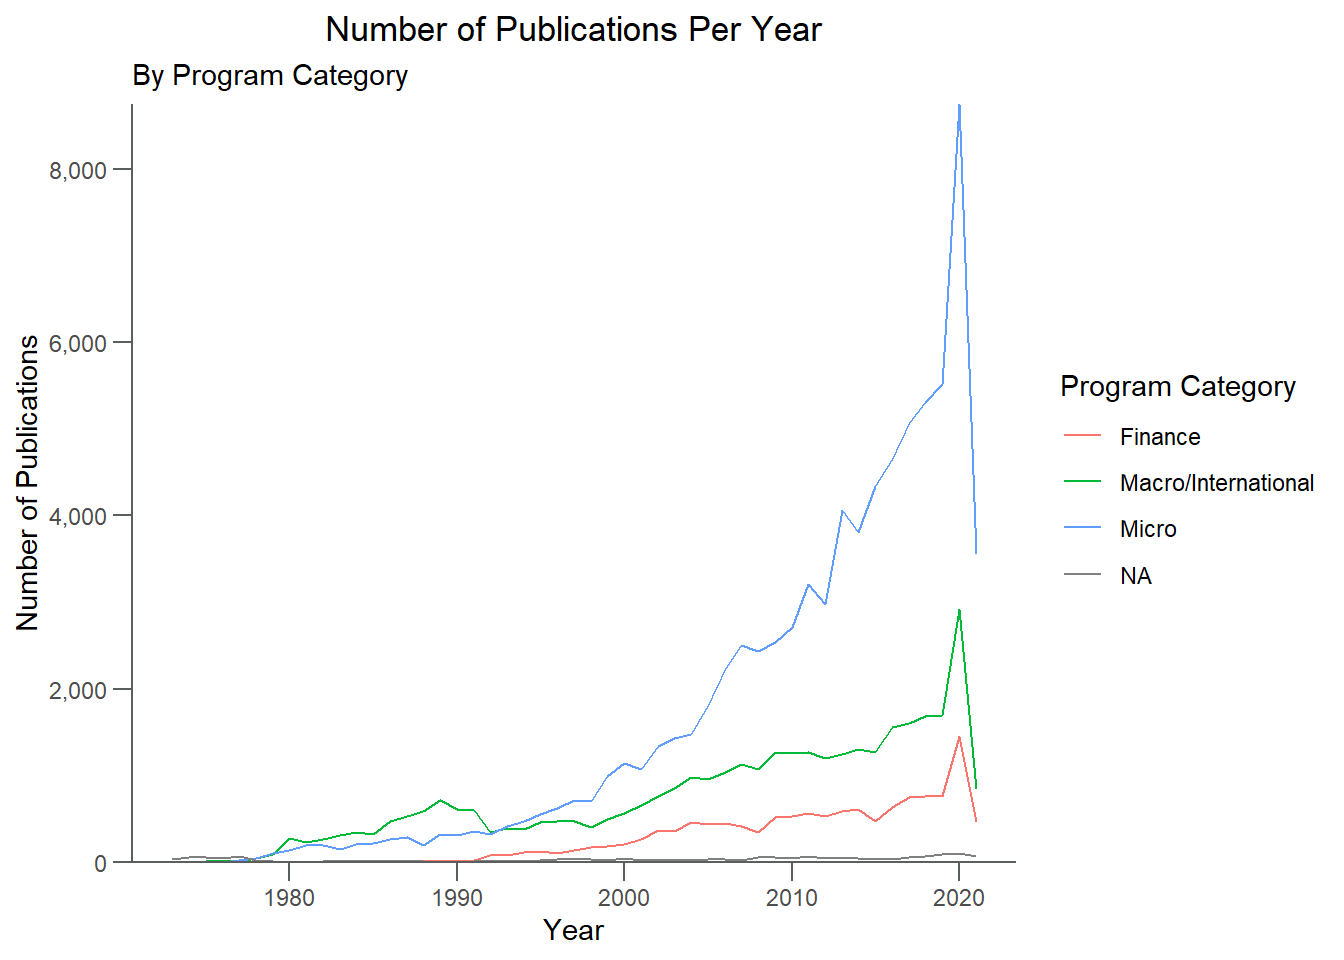 Number of Publications Per Year
By Program Category
Number of Publications
8,000
6,000
4,000
2,000
0
1980 1990 2000 2010 2020
Year
Program Category
Finance
Macro/International
Micro
NA